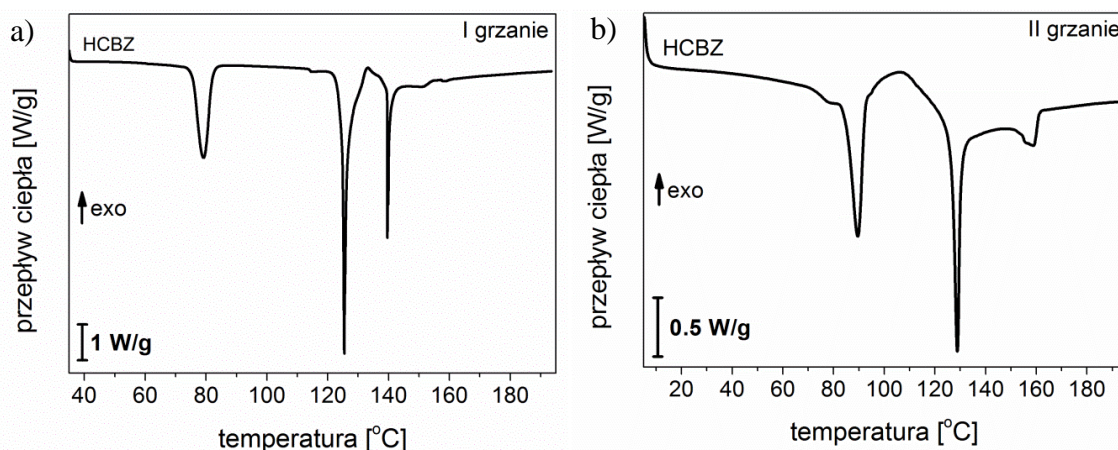 a)
I grzanie
HCBZ
przepływ ciepła [W/g]
exo
1 W/g
40 60 80 100 120 140 160 180
temperatura [°C]
b)
II grzanie
HCBZ
przepływ ciepła [W/g]
exo
0.5 W/g
20 40 60 80 100 120 140 160 180
temperatura [°C]